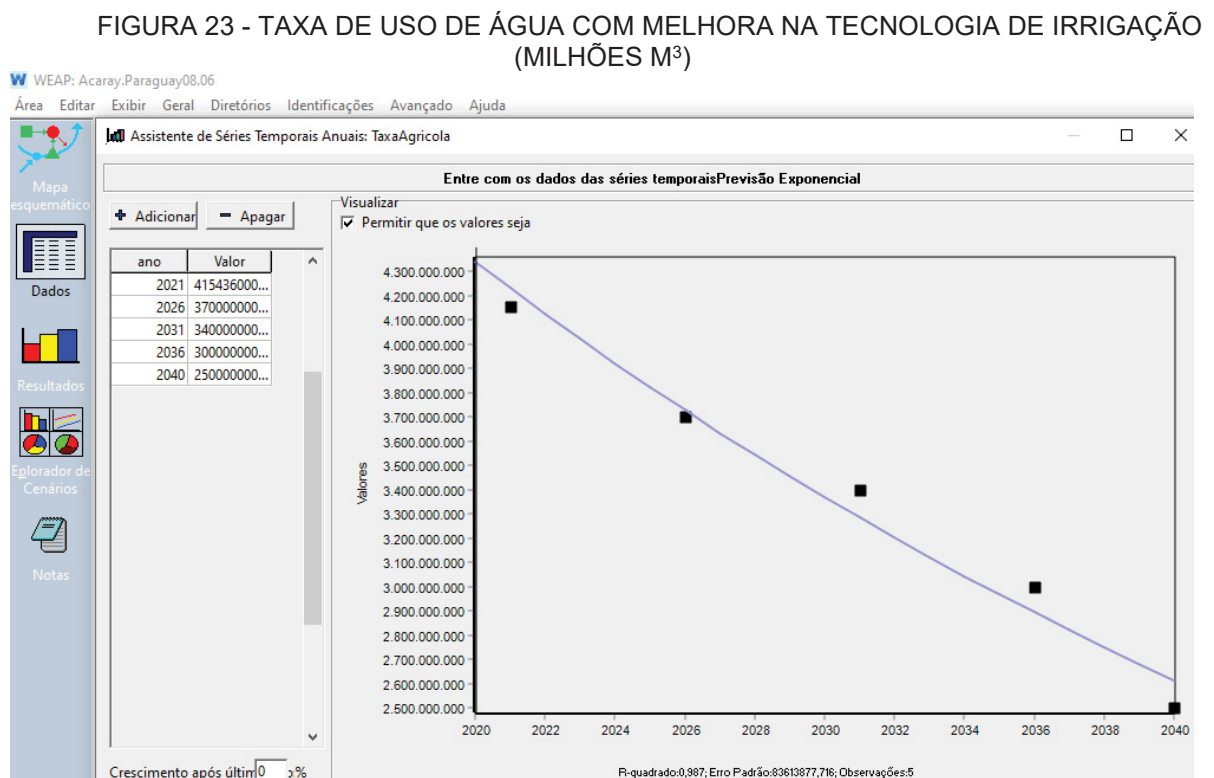 FIGURA 23 - TAXA DE USO DE ÁGUA COM MELHORA NA TECNOLOGIA DE IRRIGAÇÃO
(MILHÕES M³)
WEAP: Acaray.Paraguay08.06
Área Editar Exibir Geral Diretórios Identificações Avançado Ajuda
Assistente de Séries Temporais Anuais: TaxaAgricola
Entre com os dados das séries temporaisPrevisão Exponencial
Mapa
esquemático
Dados
Resultados
Eplorador de
Cenários
Notas
+ Adicionar - Apagar
ano Valor
2021 415436000...
2026 370000000...
2031 340000000...
2036 300000000...
2040 250000000...
Crescimento após últim 0 %
Visualizar
Permitir que os valores seja
Valores
4.300.000.000
4.200.000.000
4.100.000.000
4.000.000.000
3.900.000.000
3.800.000.000
3.700.000.000
3.600.000.000
3.500.000.000
3.400.000.000
3.300.000.000
3.200.000.000
3.100.000.000
3.000.000.000
2.900.000.000
2.800.000.000
2.700.000.000
2.600.000.000
2.500.000.000
2020 2022 2024 2026 2028 2030 2032 2034 2036 2038 2040
R-quadrado:0,987; Erro Padrão:83613877,716; Observações:5